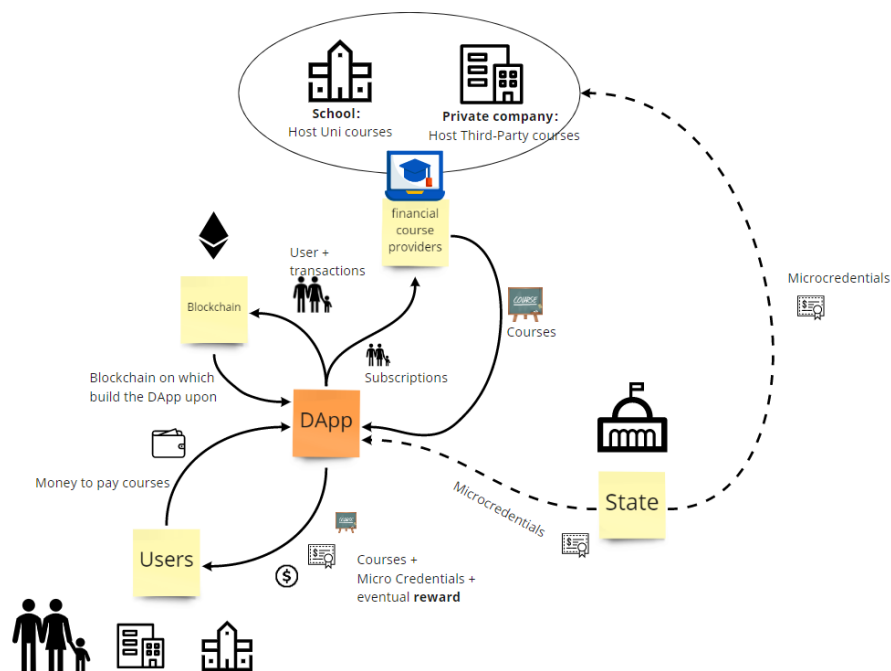 School:
Host Uni courses
Private company:
Host Third-Party courses
financial
course
providers
User +
transactions
Microcredentials
Blockchain
COURSE
Courses
Subscriptions
Blockchain on which
build the DApp upon
DApp
Money to pay courses
Microcredentials
State
Users
Courses +
Micro Credentials +
eventual reward